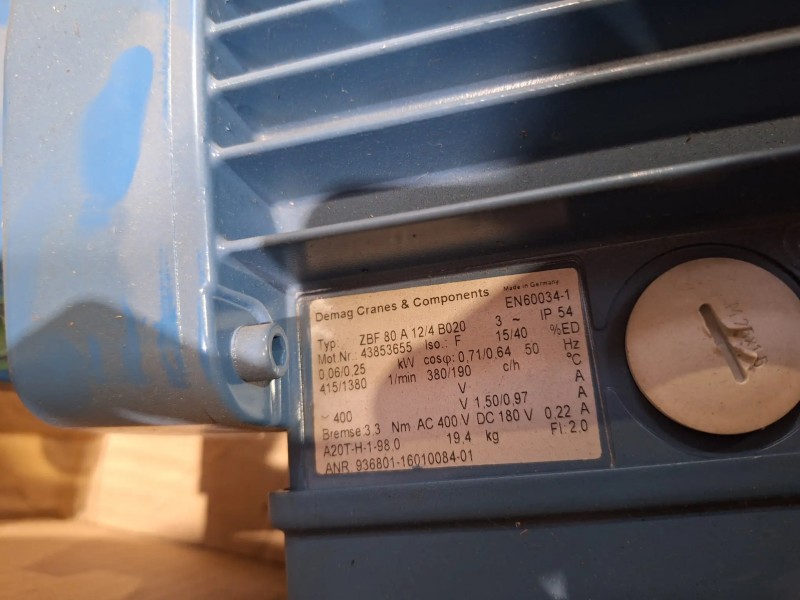 Demag Cranes & Components Made in Germany
Typ ZBF 80 A 12/4 B020 EN60034-1
Mot.Nr.: 43853655 Iso.: F 3 ~ IP 54
0,06/0,25 kW cosφ: 0,71/0,64 15/40 %ED
415/1380 1/min 380/190 c/h 50 Hz
V °C
~ 400 V 1,50/0,97 A
A
Bremse 3,3 Nm AC 400 V DC 180 V 0,22 A
A20T-H-1-98.0 19,4 kg FI: 2.0
ANR: 936801-16010084-01